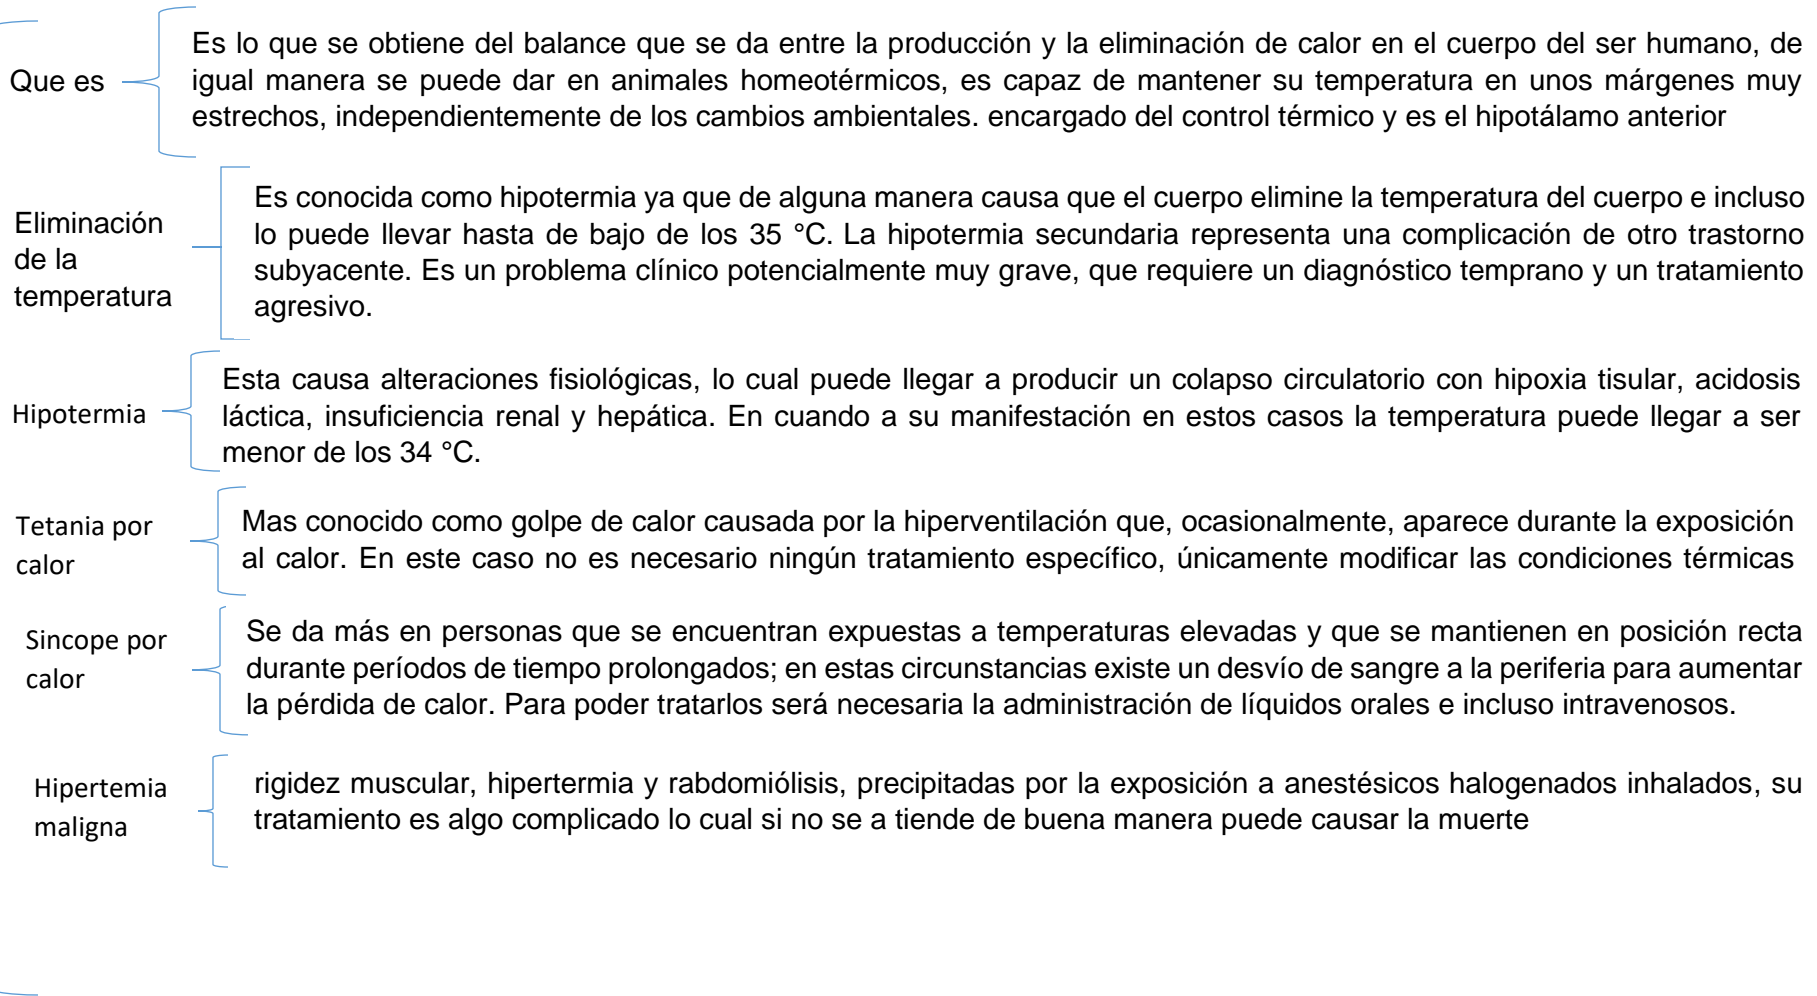 Que es
Es lo que se obtiene del balance que se da entre la producción y la eliminación de calor en el cuerpo del ser humano, de
igual manera se puede dar en animales homeotérmicos, es capaz de mantener su temperatura en unos márgenes muy
estrechos, independientemente de los cambios ambientales. encargado del control térmico y es el hipotálamo anterior
Eliminación
de la
temperatura
Es conocida como hipotermia ya que de alguna manera causa que el cuerpo elimine la temperatura del cuerpo e incluso
lo puede llevar hasta de bajo de los 35 °C. La hipotermia secundaria representa una complicación de otro trastorno
subyacente. Es un problema clínico potencialmente muy grave, que requiere un diagnóstico temprano y un tratamiento
agresivo.
Hipotermia
Esta causa alteraciones fisiológicas, lo cual puede llegar a producir un colapso circulatorio con hipoxia tisular, acidosis
láctica, insuficiencia renal y hepática. En cuando a su manifestación en estos casos la temperatura puede llegar a ser
menor de los 34 °C.
Tetania por
calor
Mas conocido como golpe de calor causada por la hiperventilación que, ocasionalmente, aparece durante la exposición
al calor. En este caso no es necesario ningún tratamiento específico, únicamente modificar las condiciones térmicas
Sincope por
calor
Se da más en personas que se encuentran expuestas a temperaturas elevadas y que se mantienen en posición recta
durante períodos de tiempo prolongados; en estas circunstancias existe un desvío de sangre a la periferia para aumentar
la pérdida de calor. Para poder tratarlos será necesaria la administración de líquidos orales e incluso intravenosos.
Hipertemia
maligna
rigidez muscular, hipertermia y rabdomiólisis, precipitadas por la exposición a anestésicos halogenados inhalados, su
tratamiento es algo complicado lo cual si no se a tiende de buena manera puede causar la muerte